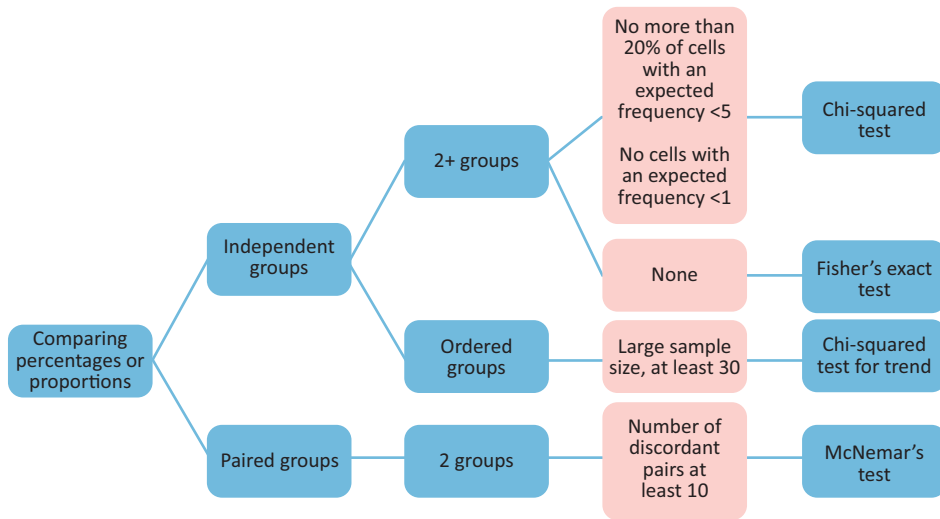 Comparing
percentages or
proportions
Independent
groups
Paired groups
2+ groups
Ordered
groups
2 groups
No more than
20% of cells
with an
expected
frequency <5
No cells with
an expected
frequency <1
None
Large sample
size, at least 30
Number of
discordant
pairs at
least 10
Chi-squared
test
Fisher’s exact
test
Chi-squared
test for trend
McNemar’s
test